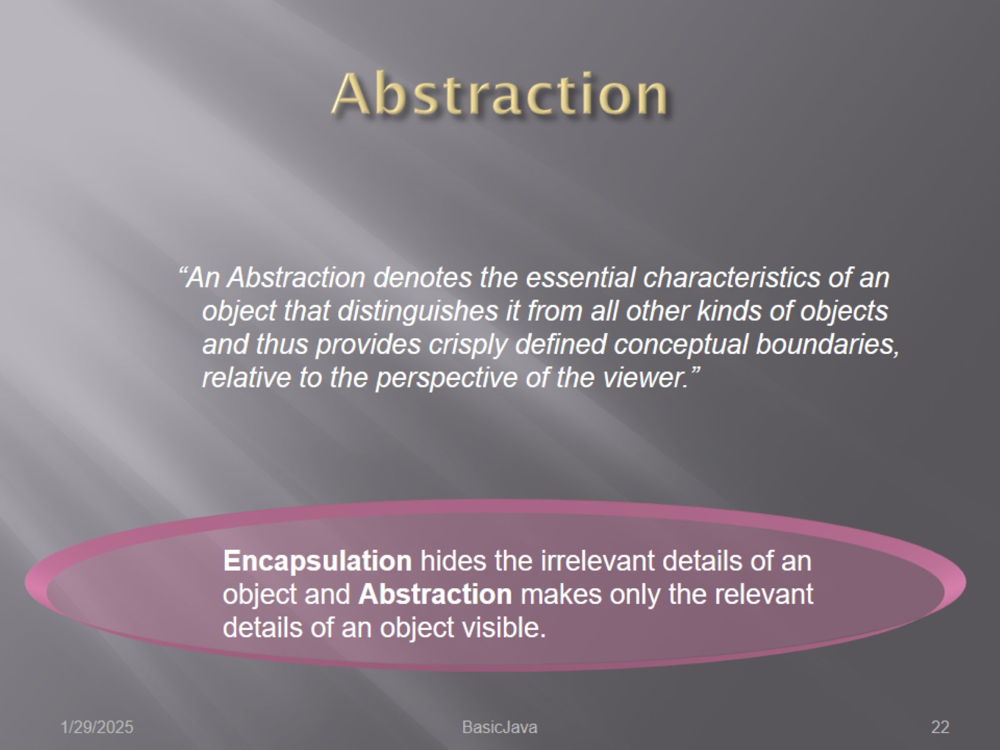 Abstraction
“An Abstraction denotes the essential characteristics of an
object that distinguishes it from all other kinds of objects
and thus provides crisply defined conceptual boundaries,
relative to the perspective of the viewer.”
Encapsulation hides the irrelevant details of an
object and Abstraction makes only the relevant
details of an object visible.
1/29/2025
BasicJava
22